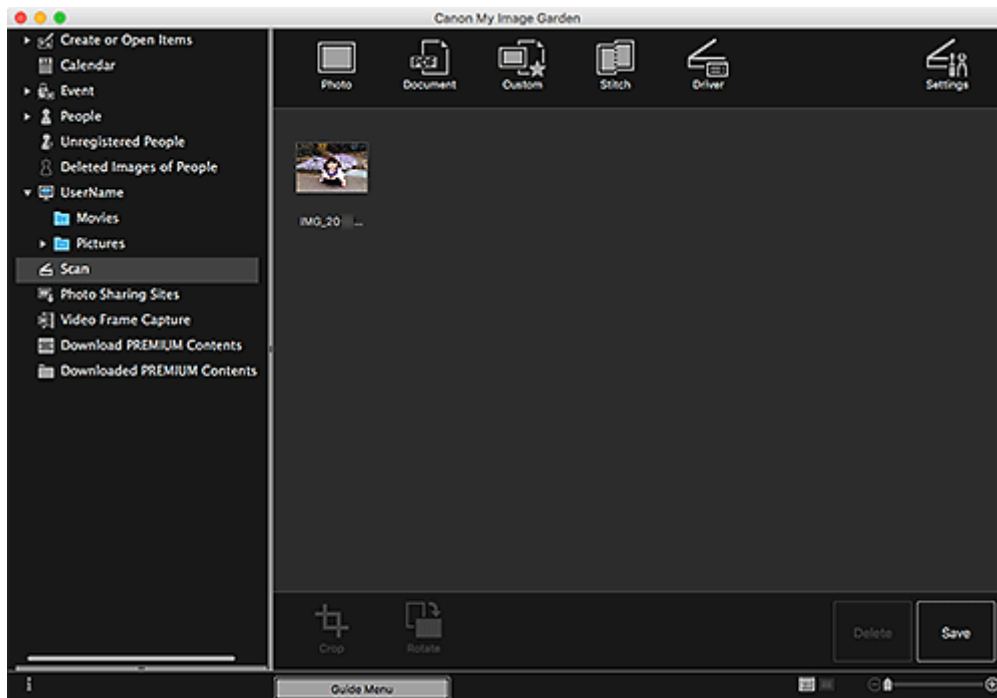 Canon My Image Garden
Create or Open Items
Calendar
Event
People
Unregistered People
Deleted Images of People
UserName
Movies
Pictures
Scan
Photo Sharing Sites
Video Frame Capture
Download PREMIUM Contents
Downloaded PREMIUM Contents
Photo
PDF
Document
Custom
Stitch
Driver
Settings
IMG_20 ...
Crop
Rotate
Delete
Save
Guide Menu